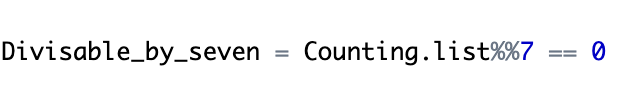 Divisable_by_seven = Counting.list%%7 == 0